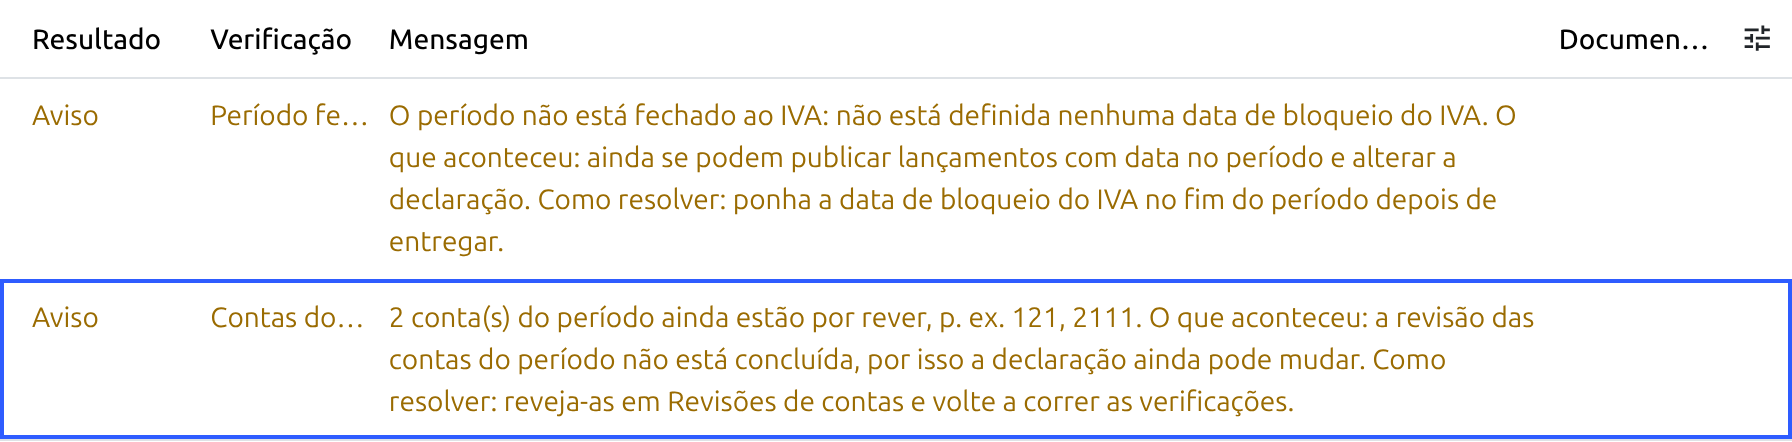 Resultado Verificação Mensagem Documen…
Aviso Período fe… O período não está fechado ao IVA: não está definida nenhuma data de bloqueio do IVA. O
que aconteceu: ainda se podem publicar lançamentos com data no período e alterar a
declaração. Como resolver: ponha a data de bloqueio do IVA no fim do período depois de
entregar.
Aviso Contas do… 2 conta(s) do período ainda estão por rever, p. ex. 121, 2111. O que aconteceu: a revisão das
contas do período não está concluída, por isso a declaração ainda pode mudar. Como
resolver: reveja-as em Revisões de contas e volte a correr as verificações.